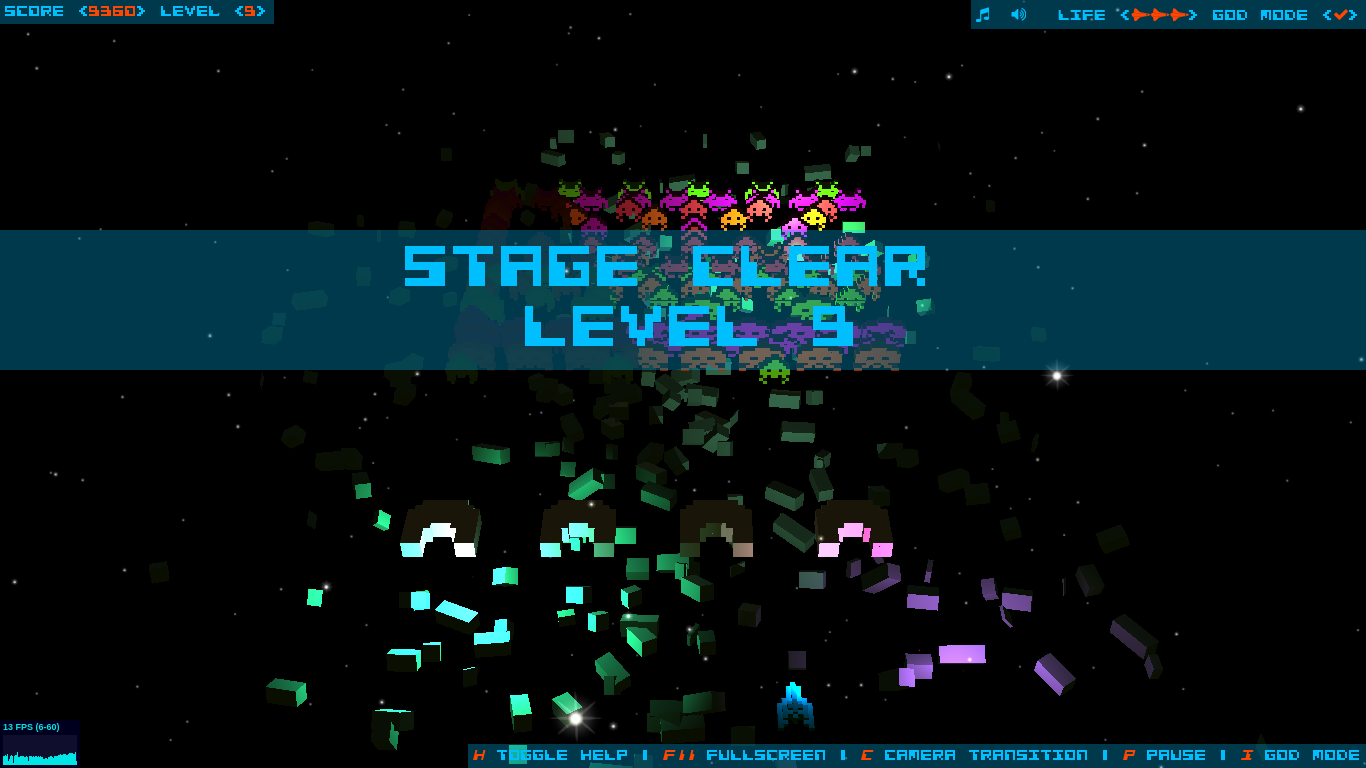 SCORE <9360> LEVEL <9>
LIFE < > GOD MODE < >
STAGE CLEAR
LEVEL 9
13 FPS (6-60)
H TOGGLE HELP | F11 FULLSCREEN | C CAMERA TRANSITION | P PAUSE | I GOD MODE